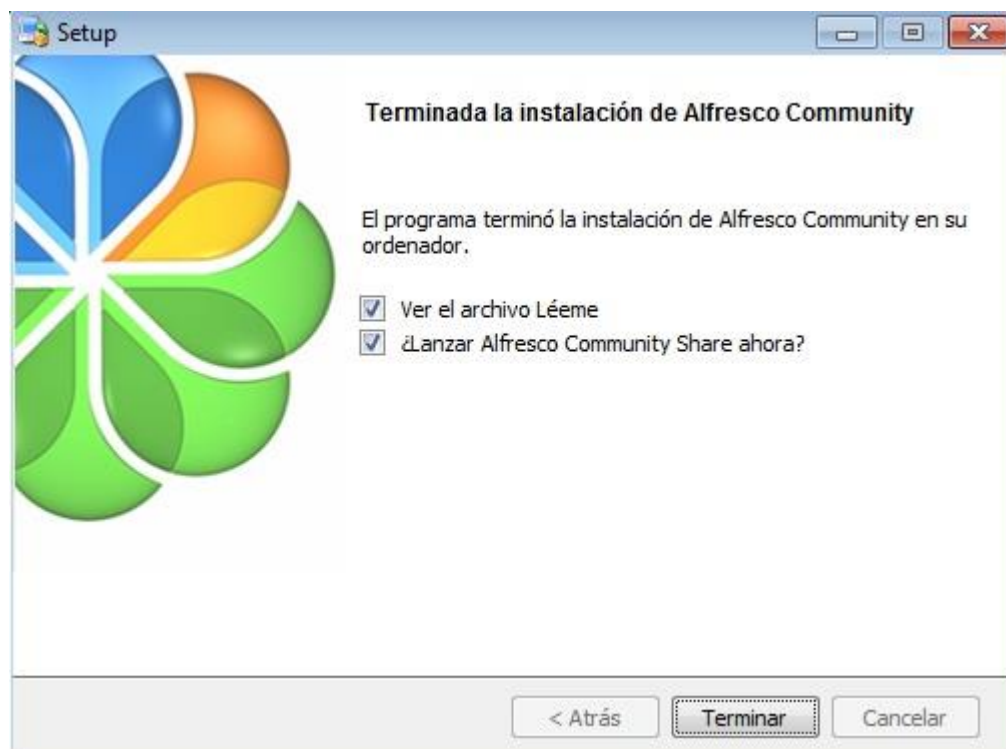 Setup
Terminada la instalación de Alfresco Community
El programa terminó la instalación de Alfresco Community en su
ordenador.
Ver el archivo Léeme
¿Lanzar Alfresco Community Share ahora?
< Atrás
Terminar
Cancelar